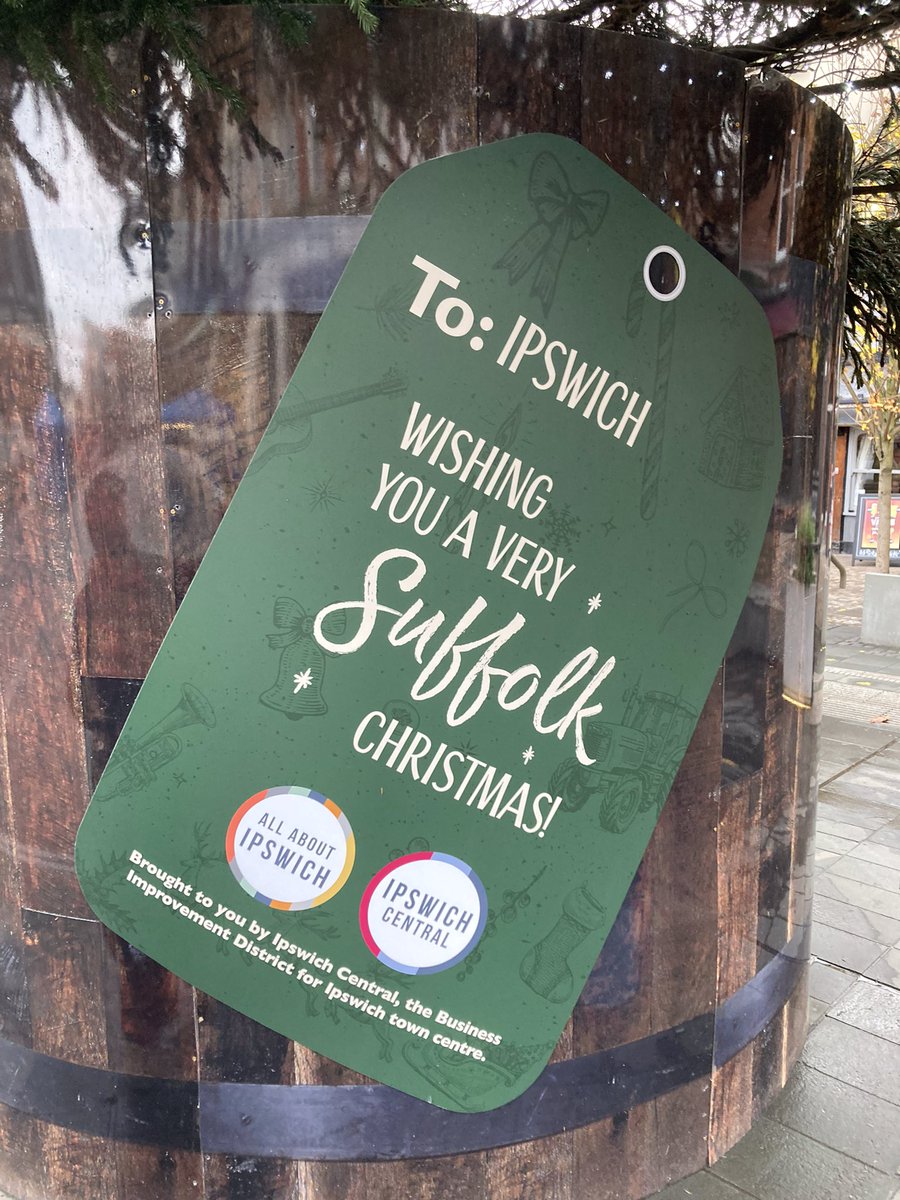 To: IPSWICH
WISHING
YOU A VERY
Suffolk
CHRISTMAS!
ALL ABOUT
IPSWICH
IPSWICH
CENTRAL
Brought to you by Ipswich Central, the Business
Improvement District for Ipswich town centre.